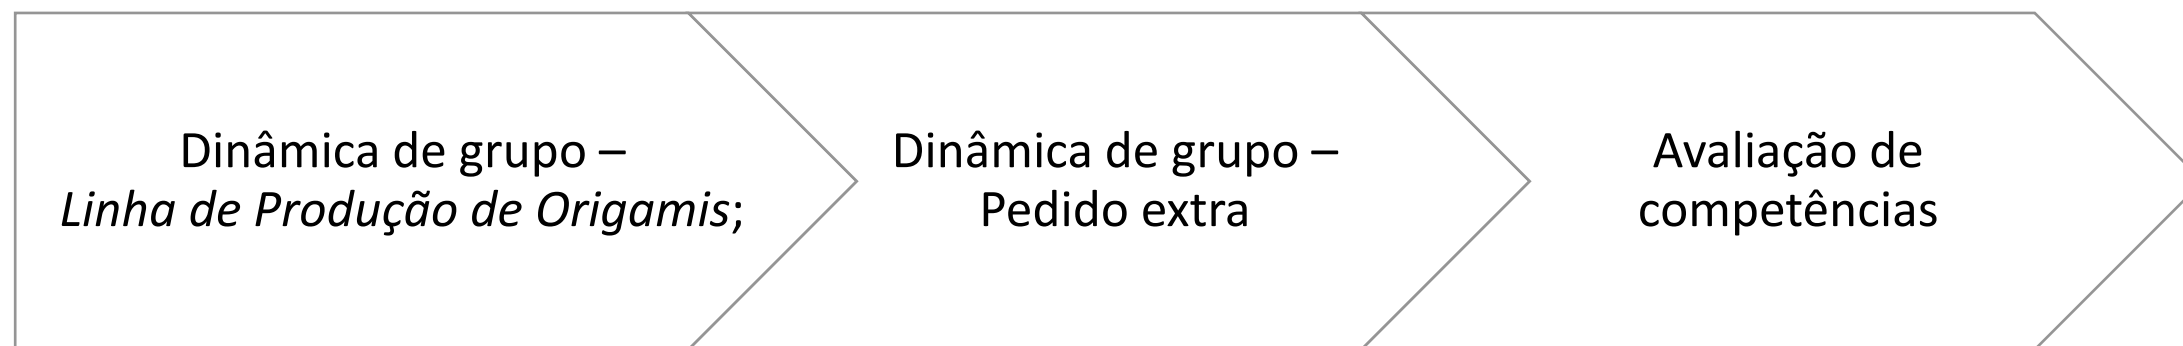 Dinâmica de grupo –
Linha de Produção de Origamis;
Dinâmica de grupo –
Pedido extra
Avaliação de
competências